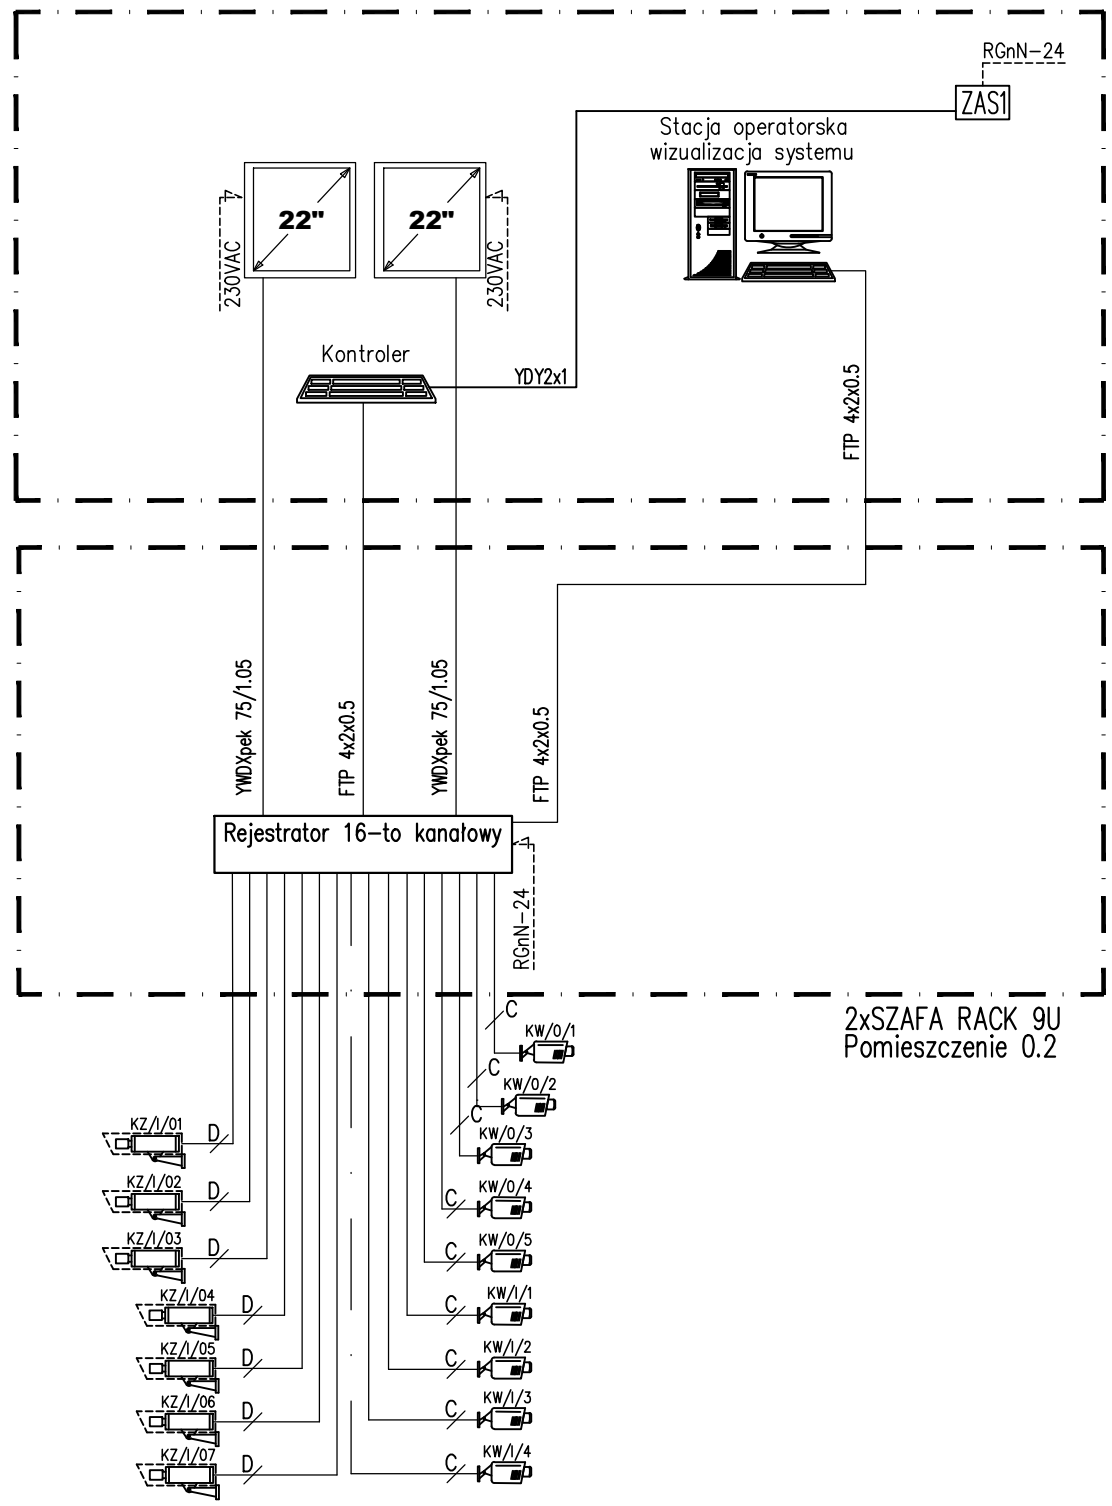 RGnN-24
ZAS1
Stacja operatorska
wizualizacja systemu
22"
22"
230VAC
230VAC
Kontroler
YDY2x1
FTP 4x2x0.5
YWDXpek 75/1.05
FTP 4x2x0.5
YWDXpek 75/1.05
FTP 4x2x0.5
Rejestrator 16-to kanałowy
RGnN-24
2xSZAFA RACK 9U
Pomieszczenie 0.2
C
KW/0/1
C
KW/0/2
C
KZ/I/01
D
KW/0/3
KZ/I/02
D
C
KW/0/4
KZ/I/03
D
C
KW/0/5
KZ/I/04
D
C
KW/I/1
KZ/I/05
D
C
KW/I/2
KZ/I/06
D
C
KW/I/3
KZ/I/07
D
C
KW/I/4